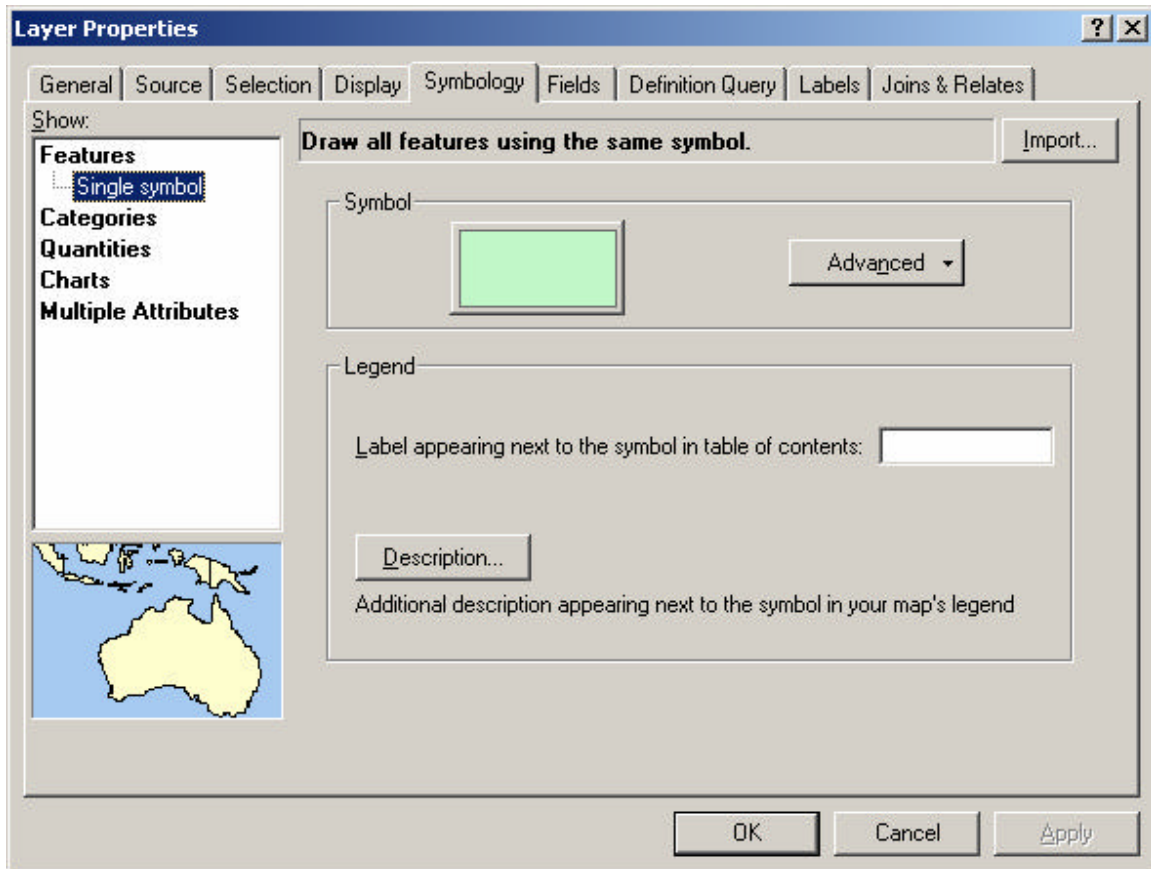 Layer Properties
General Source Selection Display Symbology Fields Definition Query Labels Joins & Relates
Show:
Features
Single symbol
Categories
Quantities
Charts
Multiple Attributes
Draw all features using the same symbol.
Import...
Symbol
Advanced
Legend
Label appearing next to the symbol in table of contents:
Description...
Additional description appearing next to the symbol in your map's legend
OK Cancel Apply